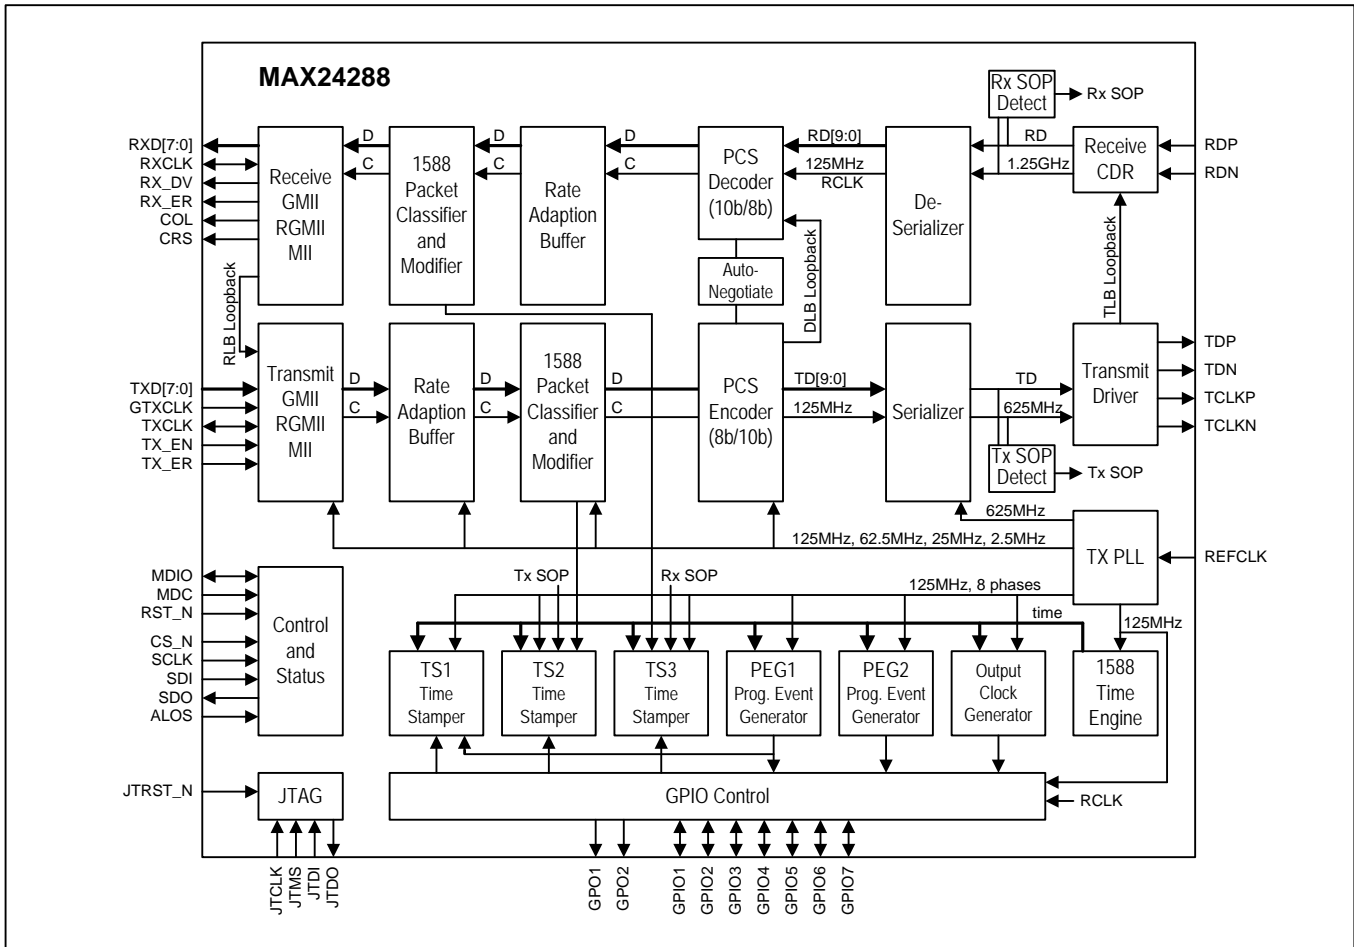 MAX24288
Rx SOP
Detect
Rx SOP
RXD[7:0]
RXCLK
RX_DV
RX_ER
COL
CRS
Receive
GMII
RGMII
MII
D
C
1588
Packet
Classifier
and
Modifier
D
C
Rate
Adaption
Buffer
D
C
PCS
Decoder
(10b/8b)
RD[9:0]
125MHz
RCLK
De-
Serializer
RD
1.25GHz
Receive
CDR
RDP
RDN
Auto-
Negotiate
DLB Loopback
TLB Loopback
RLB Loopback
TXD[7:0]
GTXCLK
TXCLK
TX_EN
TX_ER
Transmit
GMII
RGMII
MII
D
C
Rate
Adaption
Buffer
D
C
1588
Packet
Classifier
and
Modifier
D
C
PCS
Encoder
(8b/10b)
TD[9:0]
125MHz
Serializer
TD
625MHz
Transmit
Driver
TDP
TDN
TCLKP
TCLKN
Tx SOP
Detect
Tx SOP
625MHz
125MHz, 62.5MHz, 25MHz, 2.5MHz
TX PLL
REFCLK
MDIO
MDC
RST_N
CS_N
SCLK
SDI
SDO
ALOS
Control
and
Status
Tx SOP
Rx SOP
125MHz, 8 phases
time
125MHz
TS1
Time
Stamper
TS2
Time
Stamper
TS3
Time
Stamper
PEG1
Prog. Event
Generator
PEG2
Prog. Event
Generator
Output
Clock
Generator
1588
Time
Engine
JTRST_N
JTAG
GPIO Control
RCLK
JTCLK
JTMS
JTDI
JTDO
GPO1
GPO2
GPIO1
GPIO2
GPIO3
GPIO4
GPIO5
GPIO6
GPIO7